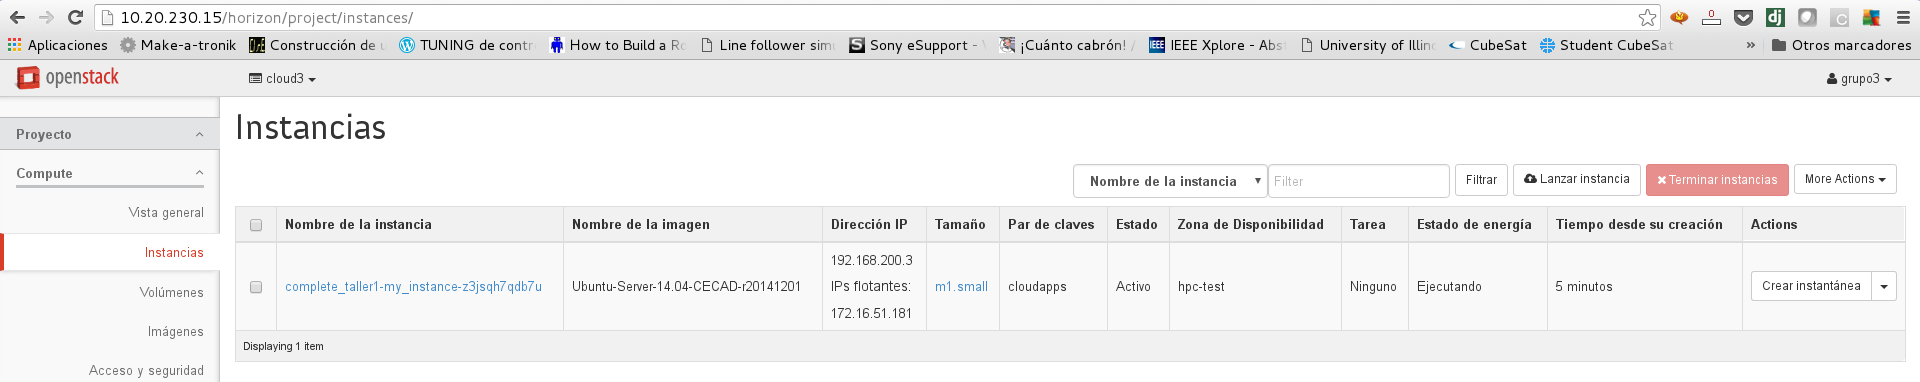 10.20.230.15/horizon/project/instances/
0
Aplicaciones Make-a-tronik Construcción de TUNING de contr How to Build a Ro Line follower sim Sony eSupport - ¡Cuánto cabrón! / IEEE Xplore - Abst University of Illin CubeSat Student CubeSat » Otros marcadores
openstack cloud3 grupo3
Proyecto
Compute
Vista general
Instancias
Volúmenes
Imágenes
Acceso y seguridad
Instancias
Nombre de la instancia Filter Filtrar Lanzar instancia Terminar instancias More Actions
Nombre de la instancia Nombre de la imagen Dirección IP Tamaño Par de claves Estado Zona de Disponibilidad Tarea Estado de energía Tiempo desde su creación Actions
complete_taller1-my_instance-z3jsqh7qdb7u Ubuntu-Server-14.04-CECAD-r20141201 192.168.200.3
IPs flotantes:
172.16.51.181 m1.small cloudapps Activo hpc-test Ninguno Ejecutando 5 minutos Crear instantánea
Displaying 1 item